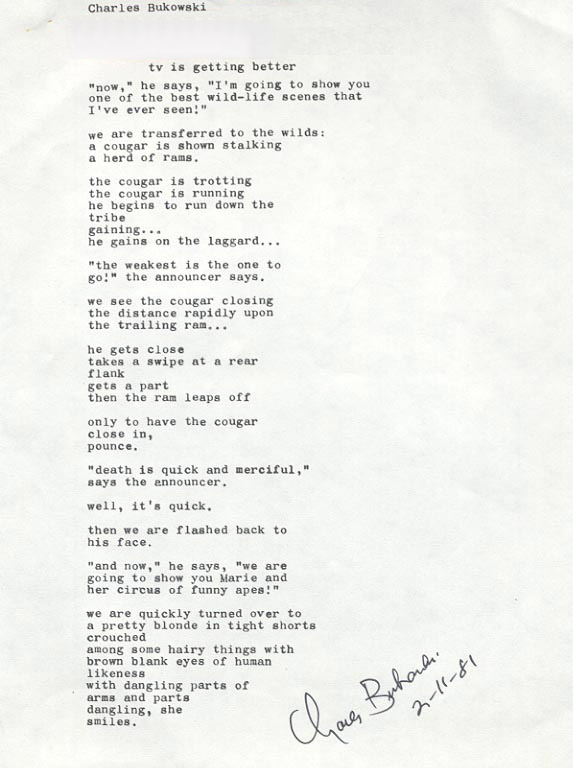 Charles Bukowski
tv is getting better
"now," he says, "I'm going to show you
one of the best wild-life scenes that
I've ever seen!"
we are transferred to the wilds:
a cougar is shown stalking
a herd of rams.
the cougar is trotting
the cougar is running
he begins to run down the
tribe
gaining...
he gains on the laggard...
"the weakest is the one to
go!" the announcer says.
we see the cougar closing
the distance rapidly upon
the trailing ram...
he gets close
takes a swipe at a rear
flank
gets a part
then the ram leaps off
only to have the cougar
close in,
pounce.
"death is quick and merciful,"
says the announcer.
well, it's quick.
then we are flashed back to
his face.
"and now," he says, "we are
going to show you Marie and
her circus of funny apes!"
we are quickly turned over to
a pretty blonde in tight shorts
crouched
among some hairy things with
brown blank eyes of human
likeness
with dangling parts of
arms and parts
dangling, she
smiles.
Charles Bukowski
2-11-81